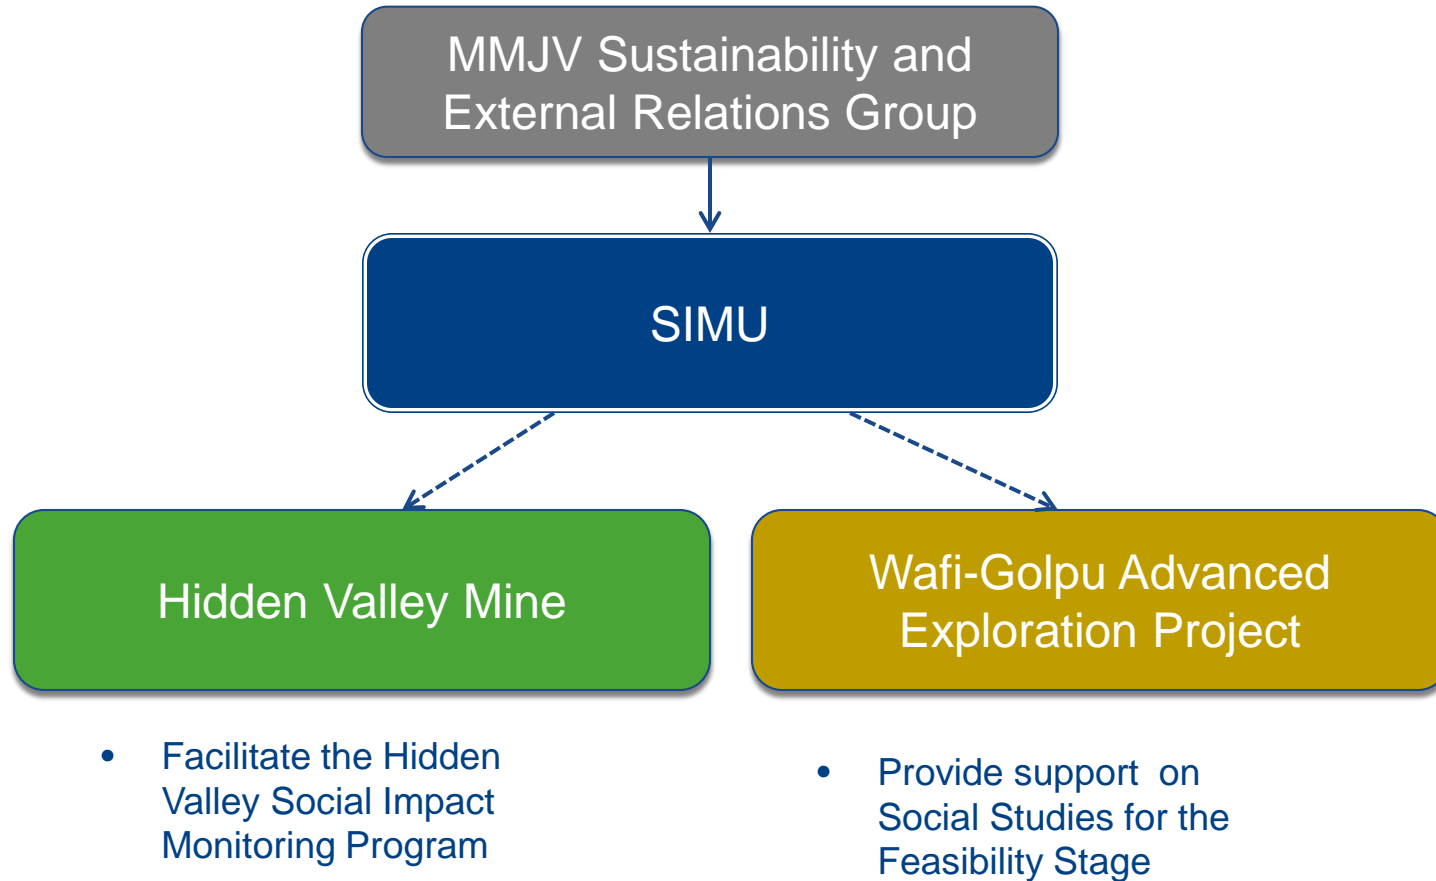 MMJV Sustainability and
External Relations Group
SIMU
Hidden Valley Mine
Wafi-Golpu Advanced
Exploration Project
• Facilitate the Hidden
Valley Social Impact
Monitoring Program
• Provide support on
Social Studies for the
Feasibility Stage